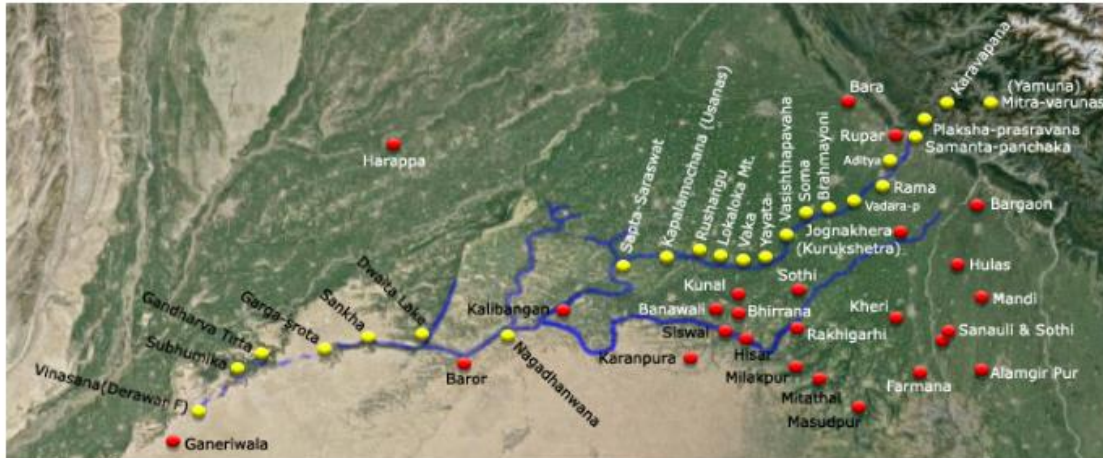 Karavapana
(Yamuna)
Mitra-varunas
Bara
Plaksha-prasravana
Rupar
Samanta-panchaka
Harappa
Aditya
Rama
Vadara-p
Bargaon
Brahmayoni
Soma
Vasishthapavaha
Yayata
Vaka
Lokaloka Mt.
Rushangu
Kapalamochana (Usanas)
Sapta-Saraswat
Jognakhera
(Kurukshetra)
Hulas
Sothi
Kunal
Mandi
Banawali
Bhirrana
Kheri
Kalibangan
Siswal
Rakhigarhi
Sanauli & Sothi
Hisar
Karanpura
Milakpur
Farmana
Alamgir Pur
Mitathal
Masudpur
Dwaita Lake
Sankha
Garga-srota
Gandharva Tirta
Subhumika
Vinasana(Derawar F)
Nagadhanwana
Baror
Ganeriwala